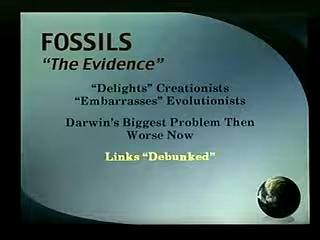 FOSSILS
“The Evidence”
“Delights” Creationists
“Embarrasses” Evolutionists
Darwin’s Biggest Problem Then
Worse Now
Links “Debunked”